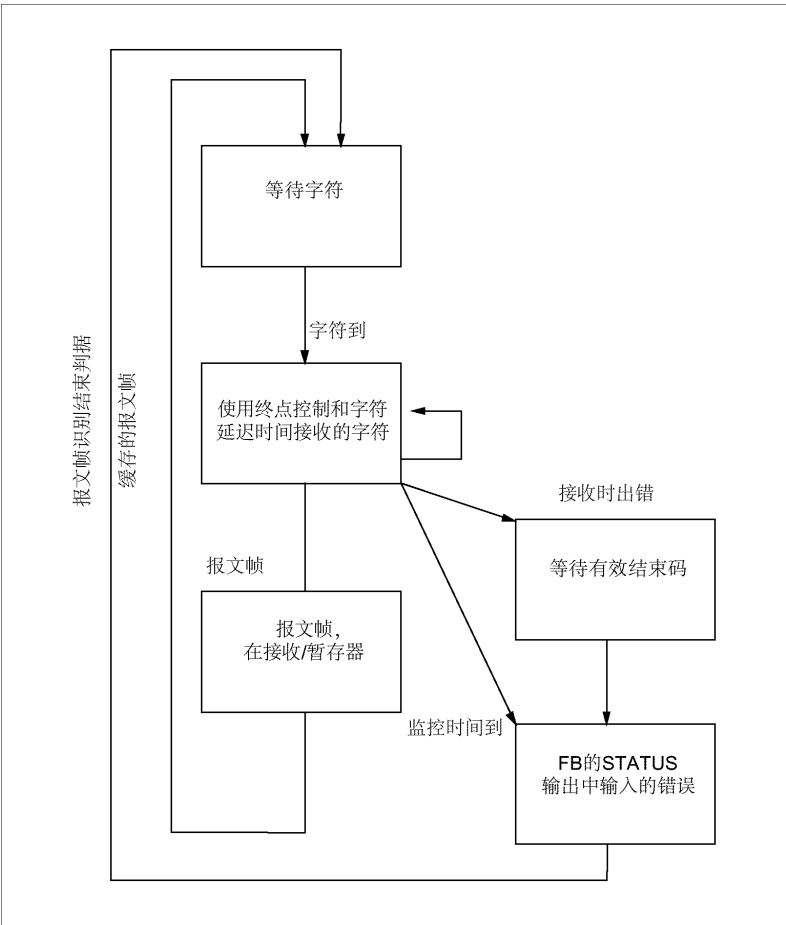 等待字符
字符到
使用终点控制和字符
延迟时间接收的字符
报文帧识别结束判据
缓存的报文帧
接收时出错
等待有效结束码
报文帧
报文帧，
在接收/暂存器
监控时间到
FB的STATUS
输出中输入的错误